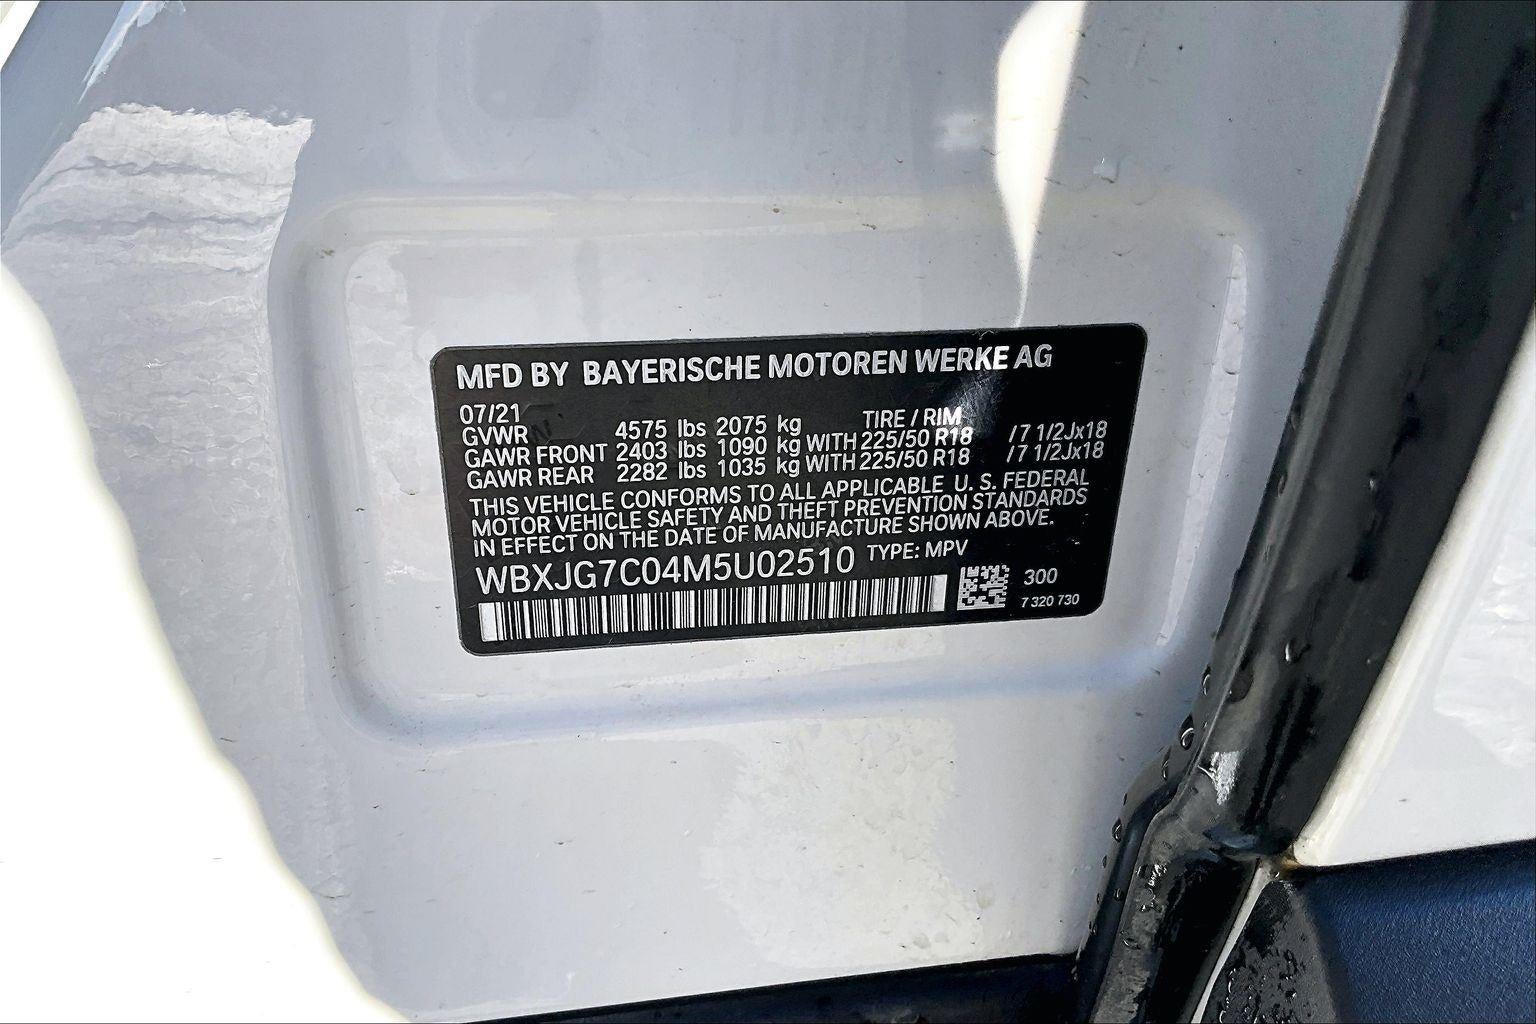 MFD BY BAYERISCHE MOTOREN WERKE AG
07/21
GVWR 4575 lbs 2075 kg TIRE / RIM
GAWR FRONT 2403 lbs 1090 kg WITH 225/50 R18 /7 1/2Jx18
GAWR REAR 2282 lbs 1035 kg WITH 225/50 R18 /7 1/2Jx18
THIS VEHICLE CONFORMS TO ALL APPLICABLE U. S. FEDERAL
MOTOR VEHICLE SAFETY AND THEFT PREVENTION STANDARDS
IN EFFECT ON THE DATE OF MANUFACTURE SHOWN ABOVE.
WBXJG7C04M5U02510 TYPE: MPV
300
7 320 730